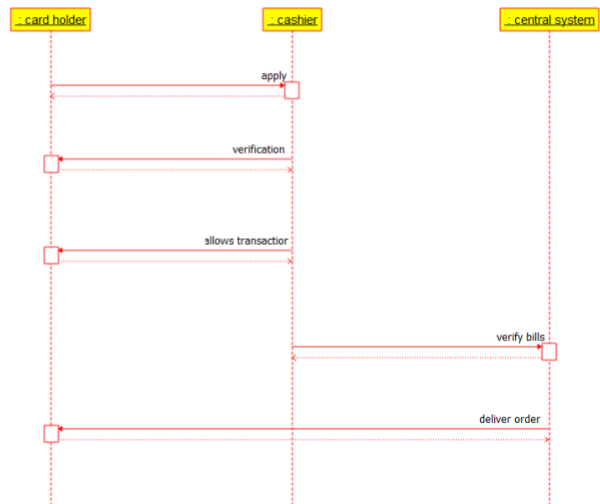 : card holder
: cashier
: central system
apply
verification
allows transaction
verify bills
deliver order